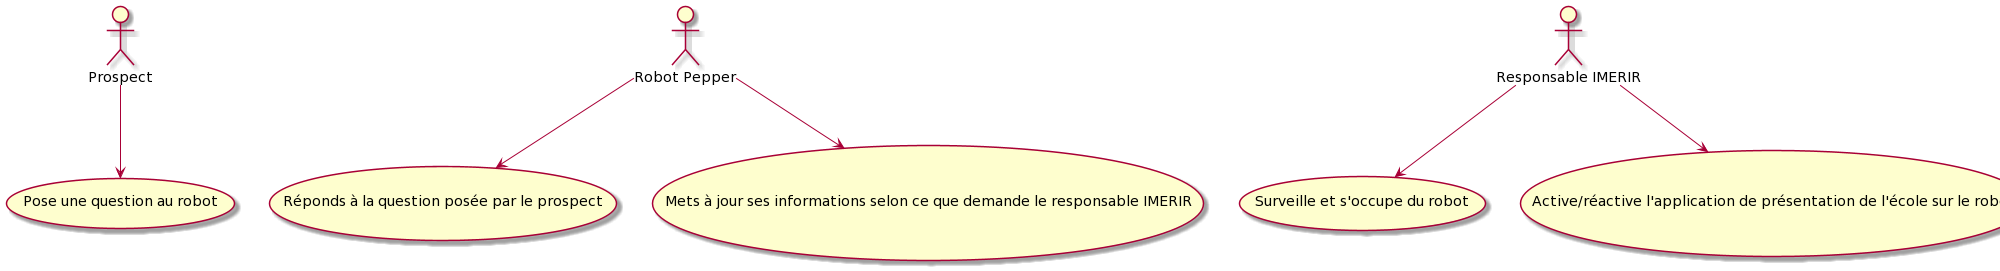 Prospect
Robot Pepper
Responsable IMERIR
Pose une question au robot
Réponds à la question posée par le prospect
Mets à jour ses informations selon ce que demande le responsable IMERIR
Surveille et s'occupe du robot
Active/réactive l'application de présentation de l'école sur le